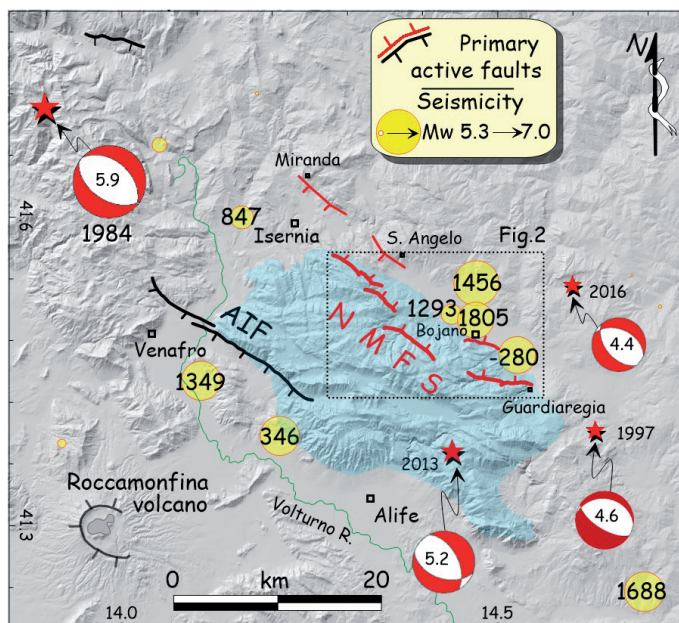 Primary
active faults
Seismicity
Mw 5.3 → 7.0
N
5.9
1984
Miranda
41.6
847
Isernia
S. Angelo
Fig.2
1456
1293
1805
Bojano
2016
AIF
NMFS
Venafro
-280
4.4
1349
Guardiaregia
346
1997
2013
Roccamonfina
volcano
Volturno R.
Alife
4.6
41.3
5.2
0 km 20
1688
14.0
14.5